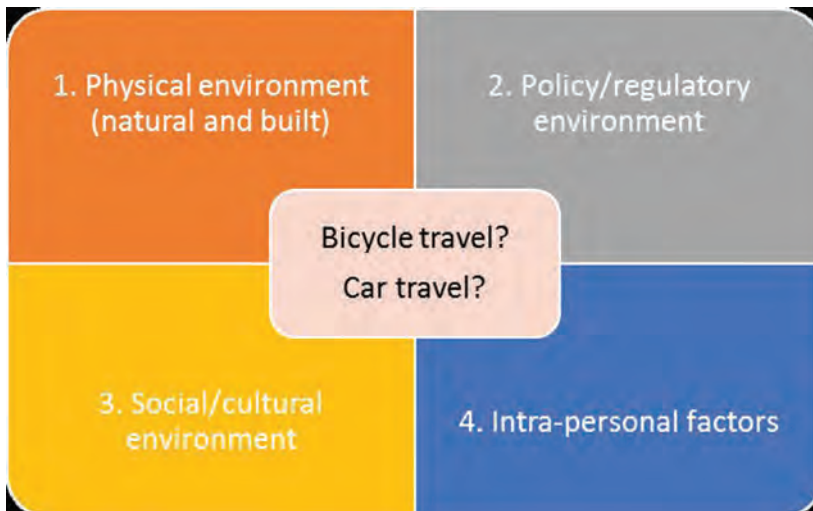 1. Physical environment
(natural and built)
2. Policy/regulatory
environment
Bicycle travel?
Car travel?
3. Social/cultural
environment
4. Intra-personal factors